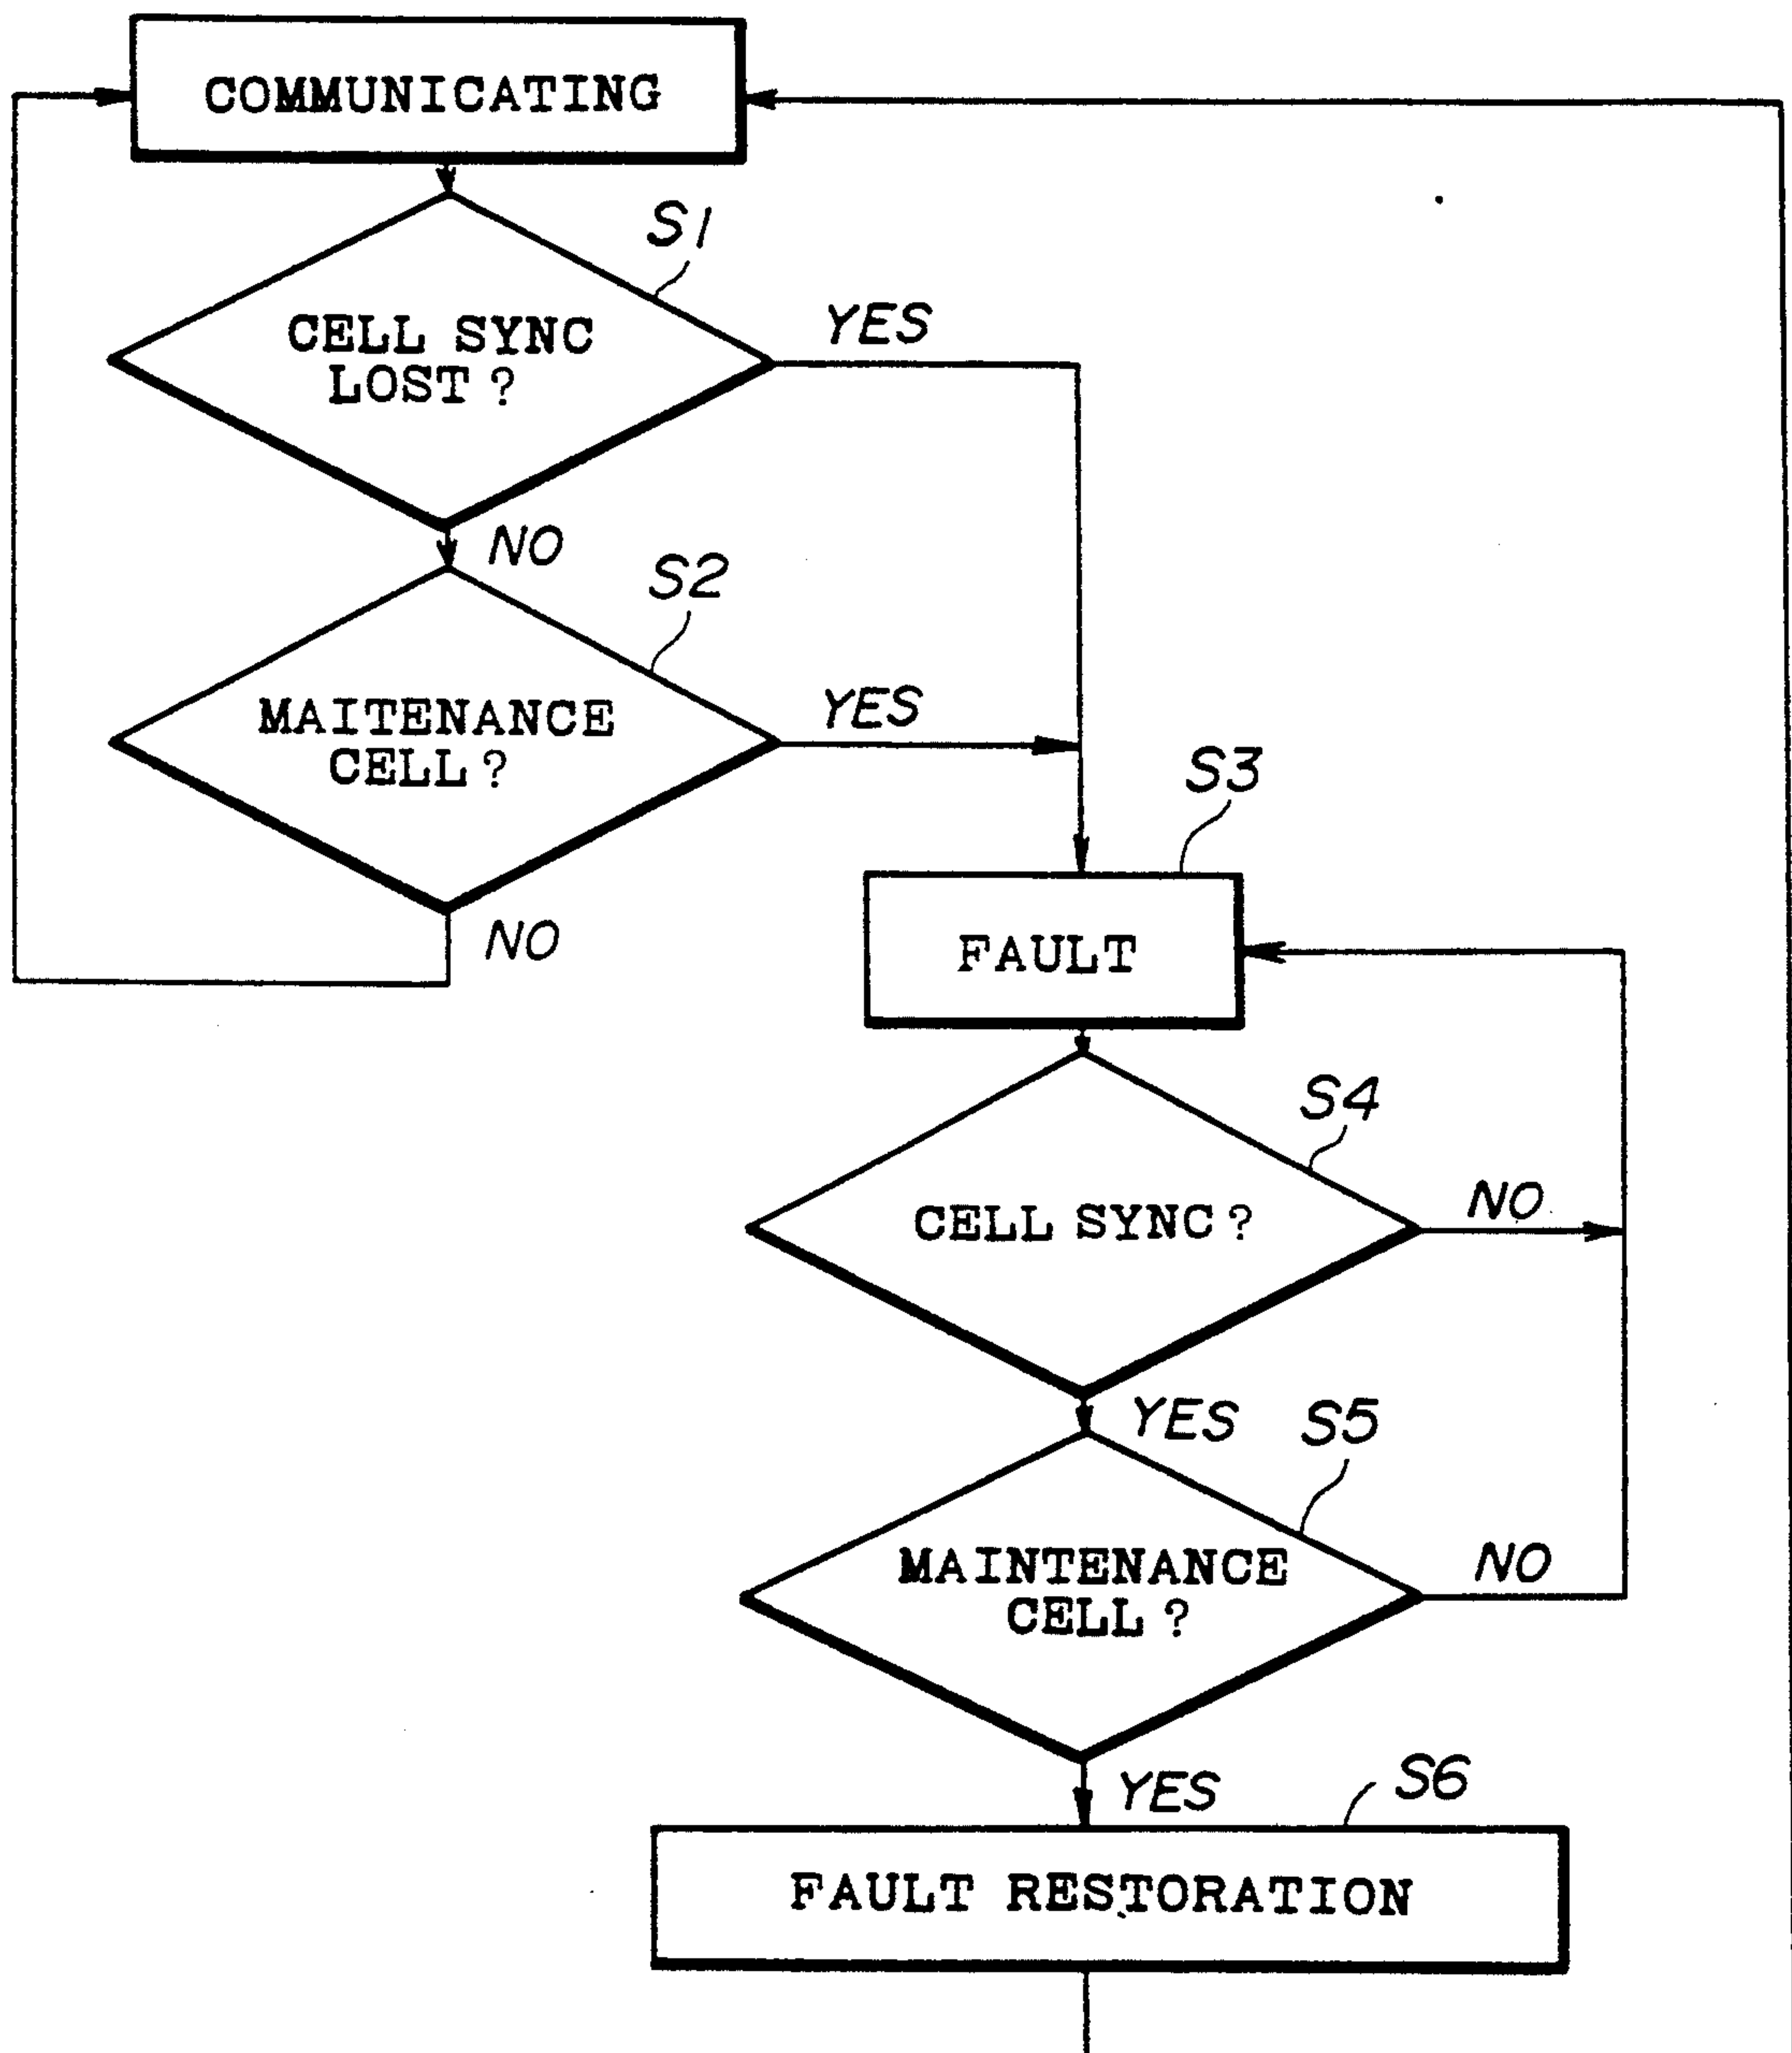 COMMUNICATING
S1
CELL SYNC
LOST ?
YES
NO
S2
MAITENANCE
CELL ?
YES
NO
S3
FAULT
S4
CELL SYNC ?
NO
YES
S5
MAINTENANCE
CELL ?
NO
YES
S6
FAULT RESTORATION